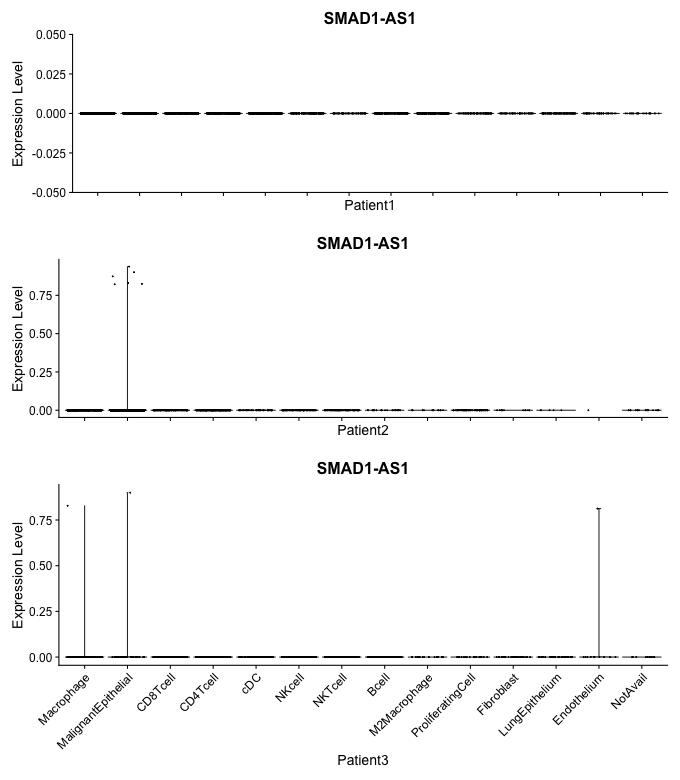 SMAD1-AS1
Expression Level
0.050
0.025
0.000
-0.025
-0.050
Patient1
SMAD1-AS1
Expression Level
0.75
0.50
0.25
0.00
Patient2
SMAD1-AS1
Expression Level
0.75
0.50
0.25
0.00
Macrophage
MalignantEpithelial
CD8Tcell
CD4Tcell
cDC
NKcell
NKTcell
Bcell
M2Macrophage
ProliferatingCell
Fibroblast
LungEpithelium
Endothelium
NotAvail
Patient3